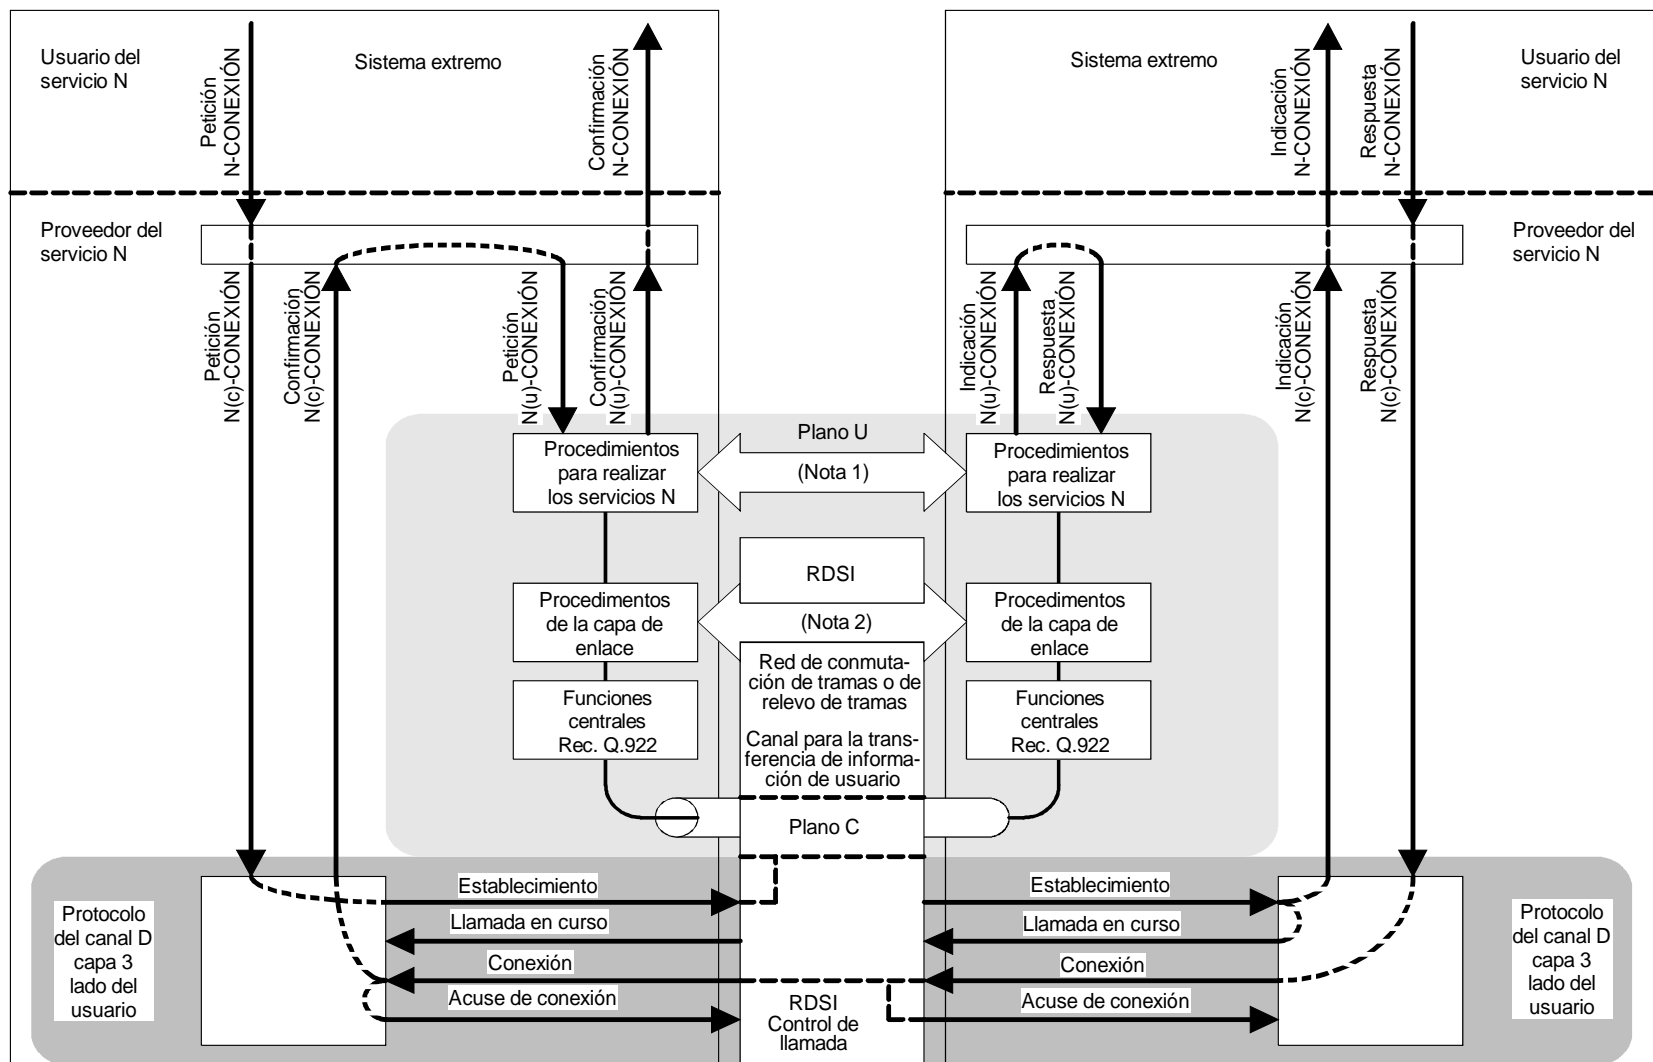 Usuario del
servicio N
Sistema extremo
Petición
N-CONEXIÓN
Confirmación
N-CONEXIÓN
Sistema extremo
Usuario del
servicio N
Indicación
N-CONEXIÓN
Respuesta
N-CONEXIÓN
Proveedor del
servicio N
Proveedor del
servicio N
Petición
N(c)-CONEXIÓN
Confirmación
N(c)-CONEXIÓN
Petición
N(u)-CONEXIÓN
Confirmación
N(u)-CONEXIÓN
Indicación
N(u)-CONEXIÓN
Respuesta
N(u)-CONEXIÓN
Indicación
N(c)-CONEXIÓN
Respuesta
N(c)-CONEXIÓN
Procedimientos
para realizar
los servicios N
Plano U
(Nota 1)
Procedimientos
para realizar
los servicios N
RDSI
(Nota 2)
Procedimentos
de la capa de
enlace
Procedimentos
de la capa de
enlace
Red de conmuta-
ción de tramas o de
relevo de tramas
Funciones
centrales
Rec. Q.922
Funciones
centrales
Rec. Q.922
Canal para la trans-
ferencia de informa-
ción de usuario
Plano C
Protocolo
del canal D
capa 3
lado del
usuario
Establecimiento
Llamada en curso
Conexión
Acuse de conexión
RDSI
Control de
llamada
Establecimiento
Llamada en curso
Conexión
Acuse de conexión
Protocolo
del canal D
capa 3
lado del
usuario